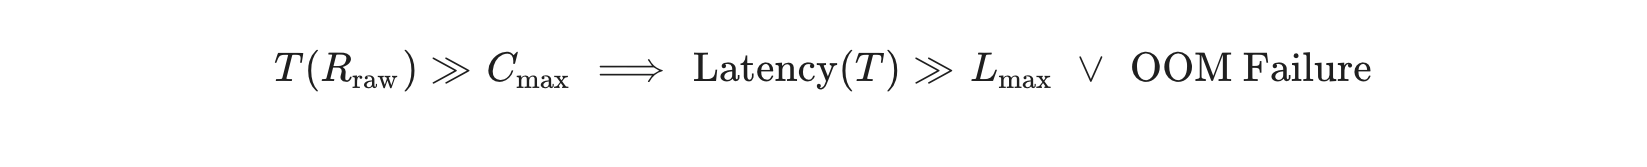 T(R_raw) ≫ C_max ⟹ Latency(T) ≫ L_max ∨ OOM Failure